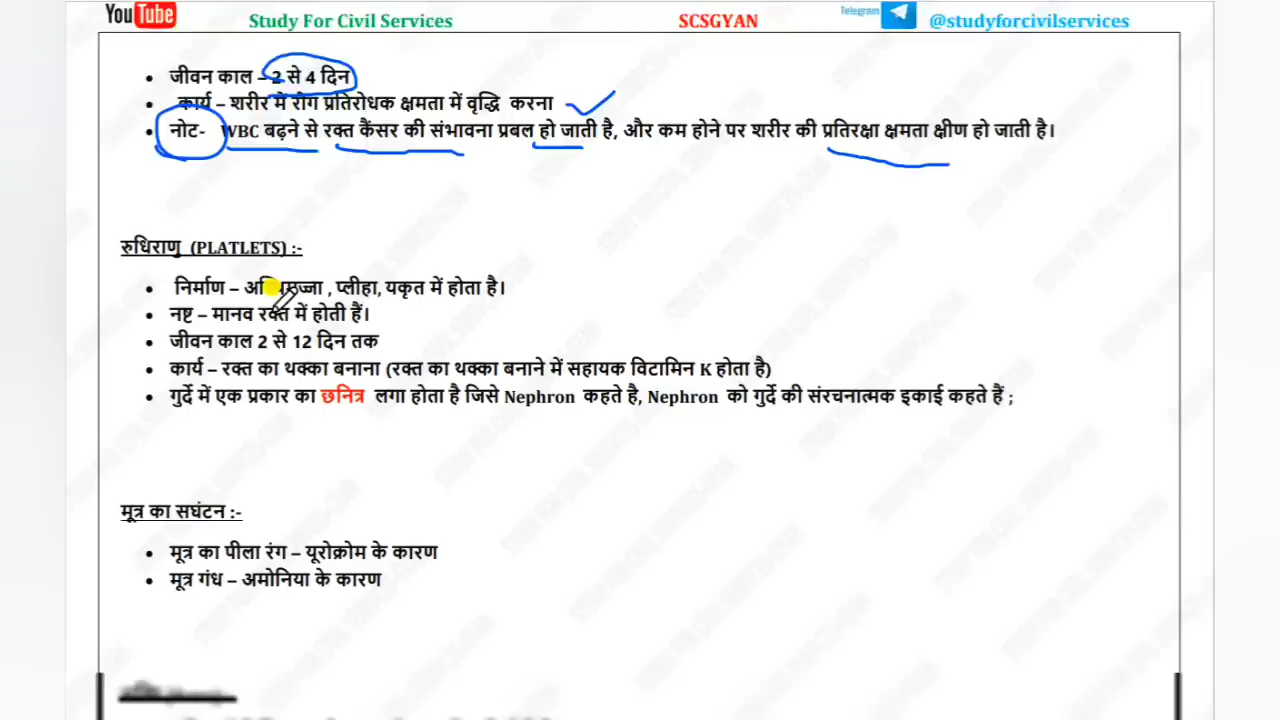 YouTube Study For Civil Services SCSGYAN Telegram @studyforcivilservices
• जीवन काल – 2 से 4 दिन
• कार्य – शरीर में रोग प्रतिरोधक क्षमता में वृद्धि करना
• नोट- WBC बढ़ने से रक्त कैंसर की संभावना प्रबल हो जाती है, और कम होने पर शरीर की प्रतिरक्षा क्षमता क्षीण हो जाती है।
रुधिराणु (PLATLETS) :-
• निर्माण – , प्लीहा, यकृत में होता है।
• नष्ट – मानव रक्त में होती हैं।
• जीवन काल 2 से 12 दिन तक
• कार्य – रक्त का थक्का बनाना (रक्त का थक्का बनाने में सहायक विटामिन K होता है)
• गुर्दे में एक प्रकार का छनित्र लगा होता है जिसे Nephron कहते है, Nephron को गुर्दे की संरचनात्मक इकाई कहते हैं ;
मूत्र का सघंटन :-
• मूत्र का पीला रंग – यूरोक्रोम के कारण
• मूत्र गंध – अमोनिया के कारण